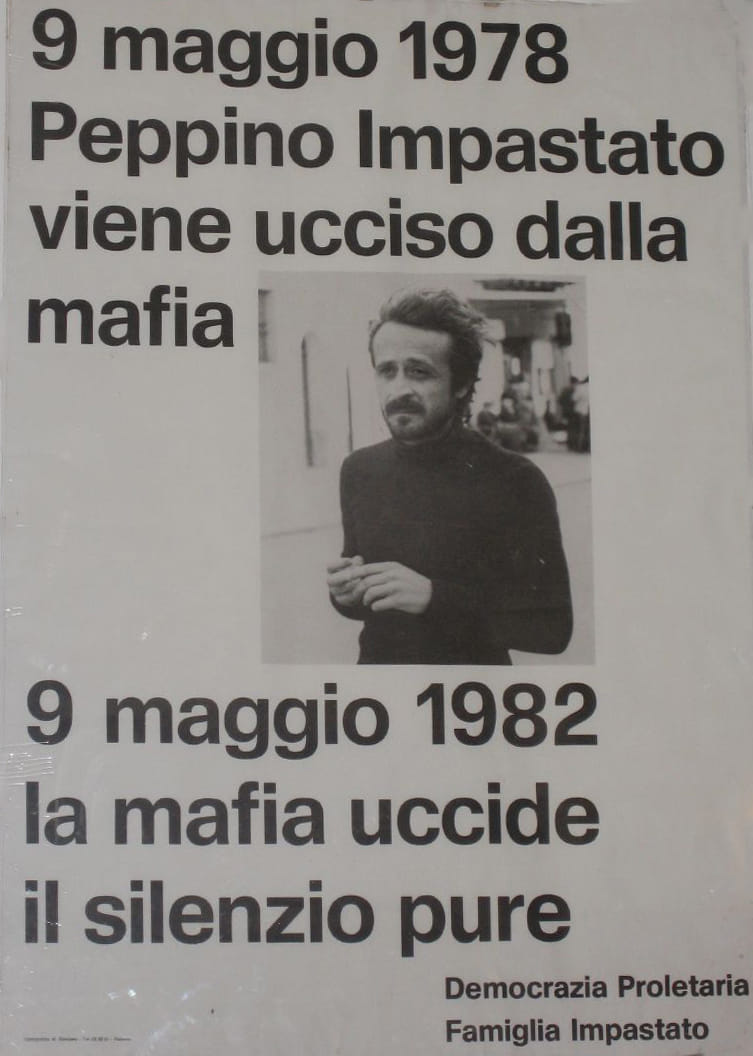 9 maggio 1978
Peppino Impastato
viene ucciso dalla
mafia
9 maggio 1982
la mafia uccide
il silenzio pure
Democrazia Proletaria
Famiglia Impastato